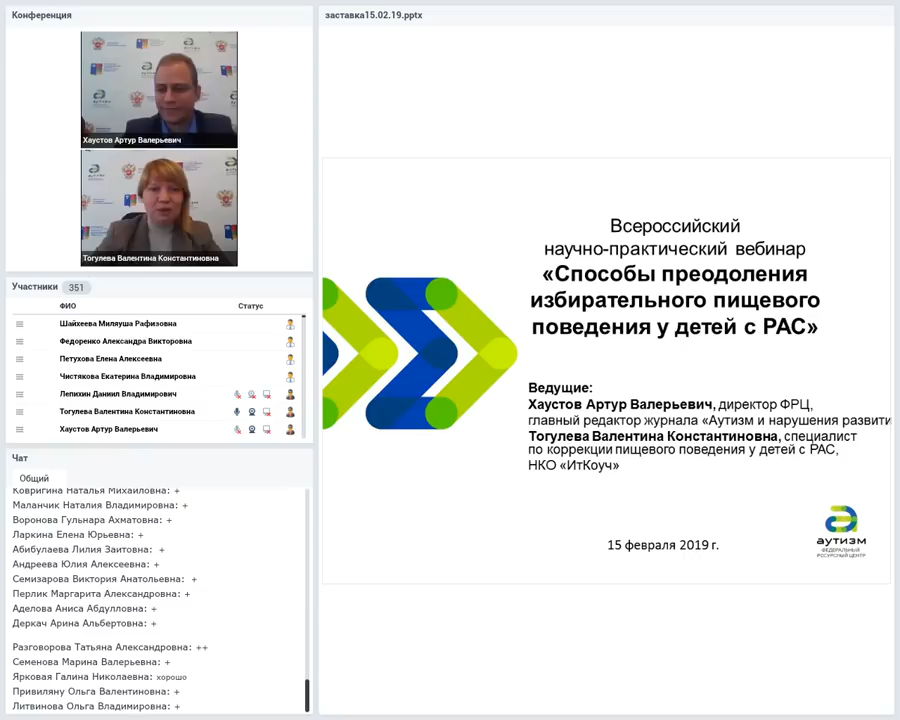 Конференция
Хаустов Артур Валерьевич
Тогулева Валентина Константиновна
Участники 351
ФИО Статус
Шайхеева Миляуша Рафизовна
Федоренко Александра Викторовна
Петухова Елена Алексеевна
Чистякова Екатерина Владимировна
Лепихин Даниил Владимирович
Тогулева Валентина Константиновна
Хаустов Артур Валерьевич
Чат
Общий
Ковригина Наталья Михайловна: +
Маланчик Наталия Владимировна: +
Воронова Гульнара Ахматовна: +
Ларкина Елена Юрьевна: +
Абибулаева Лилия Заитовна: +
Андреева Юлия Алексеевна: +
Семизарова Виктория Анатольевна: +
Перлик Маргарита Александровна: +
Аделова Аниса Абдулловна: +
Деркач Арина Альбертовна: +
Разговорова Татьяна Александровна: ++
Семенова Марина Валерьевна: +
Ярковая Галина Николаевна: хорошо
Привиляну Ольга Валентиновна: +
Литвинова Ольга Владимировна: +
заставка15.02.19.pptx
Всероссийский
научно-практический вебинар
«Способы преодоления
избирательного пищевого
поведения у детей с РАС»
Ведущие:
Хаустов Артур Валерьевич, директор ФРЦ,
главный редактор журнала «Аутизм и нарушения развити
Тогулева Валентина Константиновна, специалист
по коррекции пищевого поведения у детей с РАС,
НКО «ИтКоуч»
15 февраля 2019 г.
аутизм
ФЕДЕРАЛЬНЫЙ
РЕСУРСНЫЙ ЦЕНТР